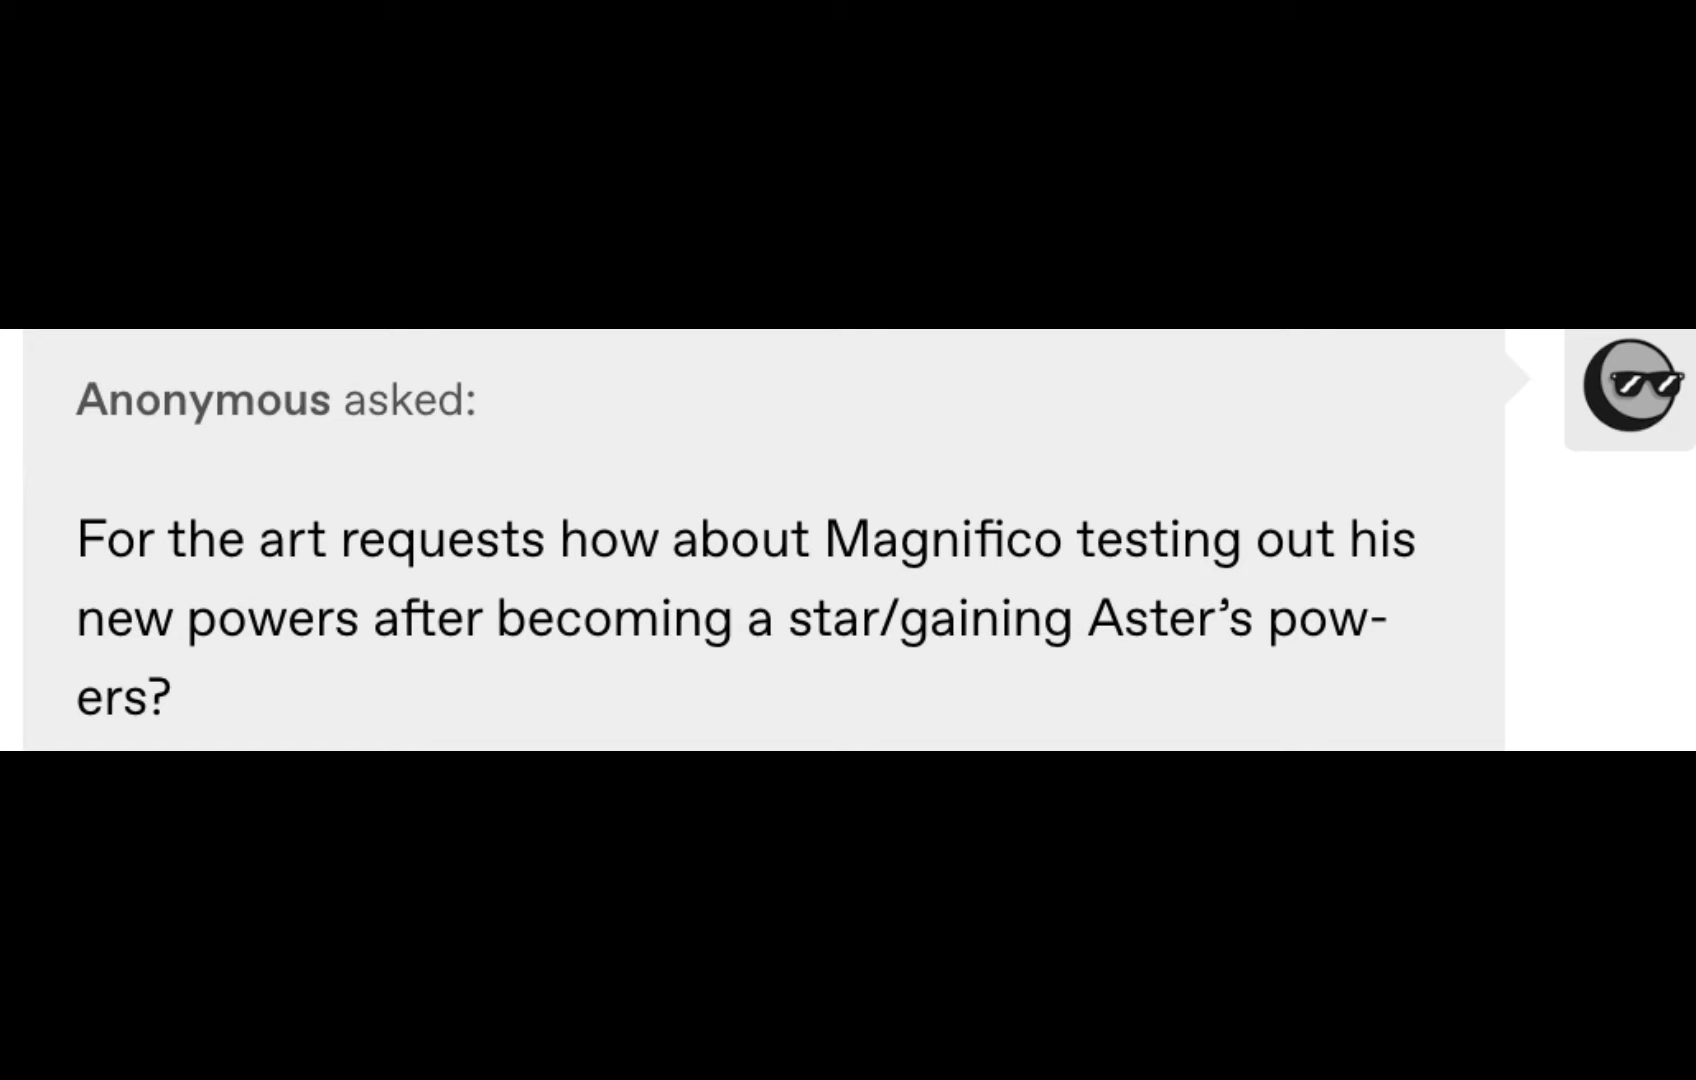 Anonymous asked:
For the art requests how about Magnifico testing out his
new powers after becoming a star/gaining Aster’s pow-
ers?